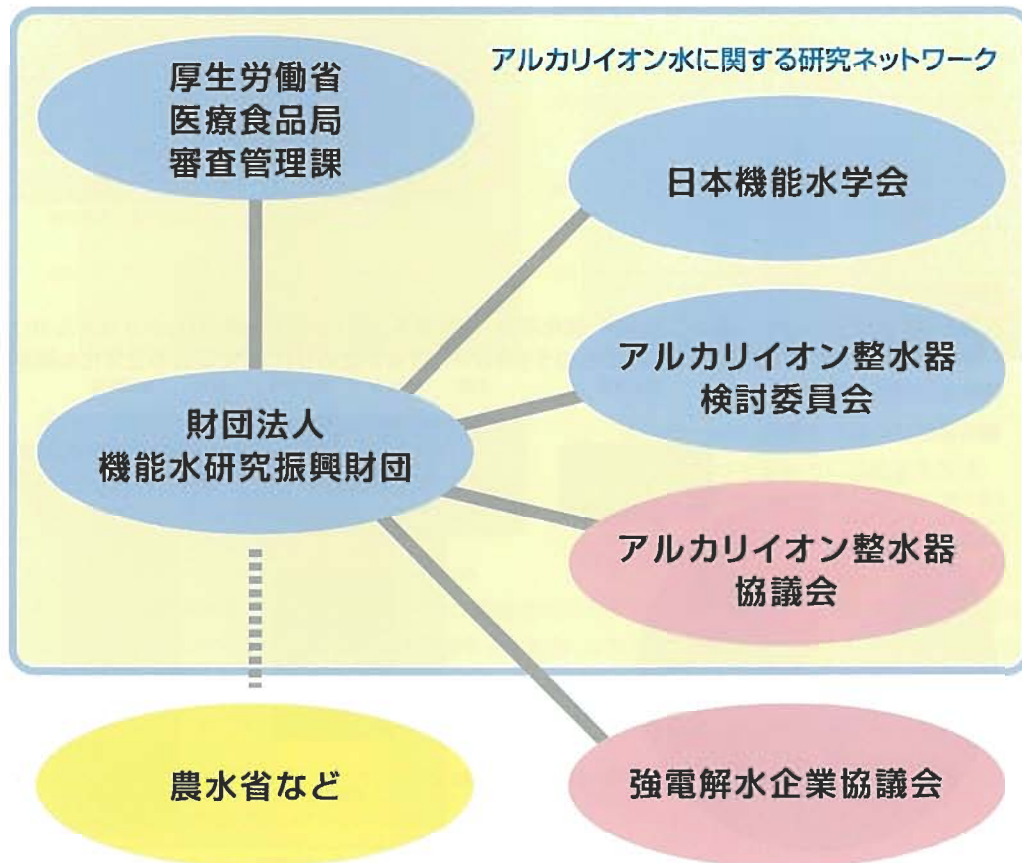 アルカリイオン水に関する研究ネットワーク
厚生労働省
医療食品局
審査管理課
日本機能水学会
アルカリイオン整水器
検討委員会
財団法人
機能水研究振興財団
アルカリイオン整水器
協議会
農水省など
強電解水企業協議会